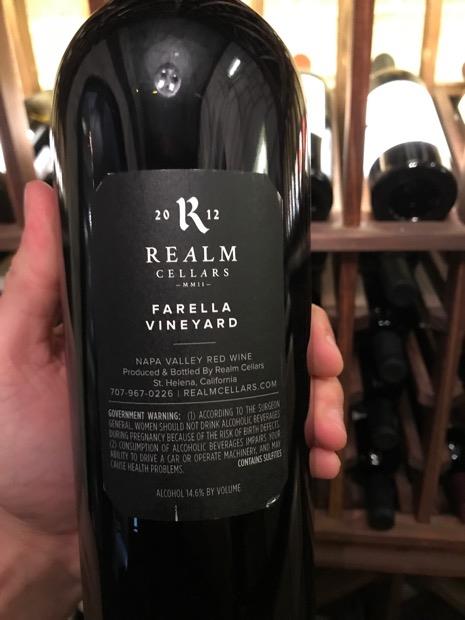 20 R 12
REALM
CELLARS
–MMII–
FARELLA
VINEYARD
NAPA VALLEY RED WINE
Produced & Bottled By Realm Cellars
St. Helena, California
707-967-0226 | REALMCELLARS.COM
GOVERNMENT WARNING: (1) ACCORDING TO THE SURGEON
GENERAL, WOMEN SHOULD NOT DRINK ALCOHOLIC BEVERAGES
DURING PREGNANCY BECAUSE OF THE RISK OF BIRTH DEFECTS.
(2) CONSUMPTION OF ALCOHOLIC BEVERAGES IMPAIRS YOUR
ABILITY TO DRIVE A CAR OR OPERATE MACHINERY, AND MAY
CAUSE HEALTH PROBLEMS. CONTAINS SULFITES
ALCOHOL 14.6% BY VOLUME